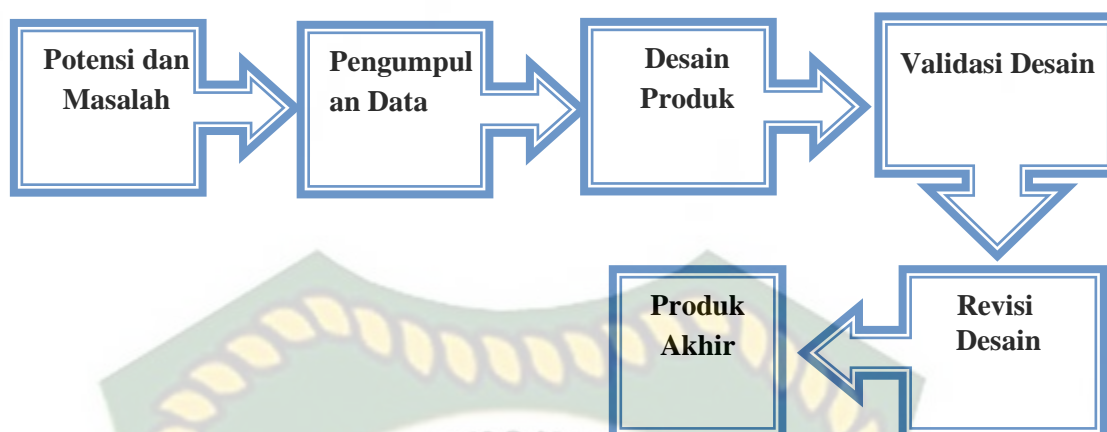 Potensi dan
Masalah
Pengumpul
an Data
Desain
Produk
Validasi Desain
Revisi
Desain
Produk
Akhir